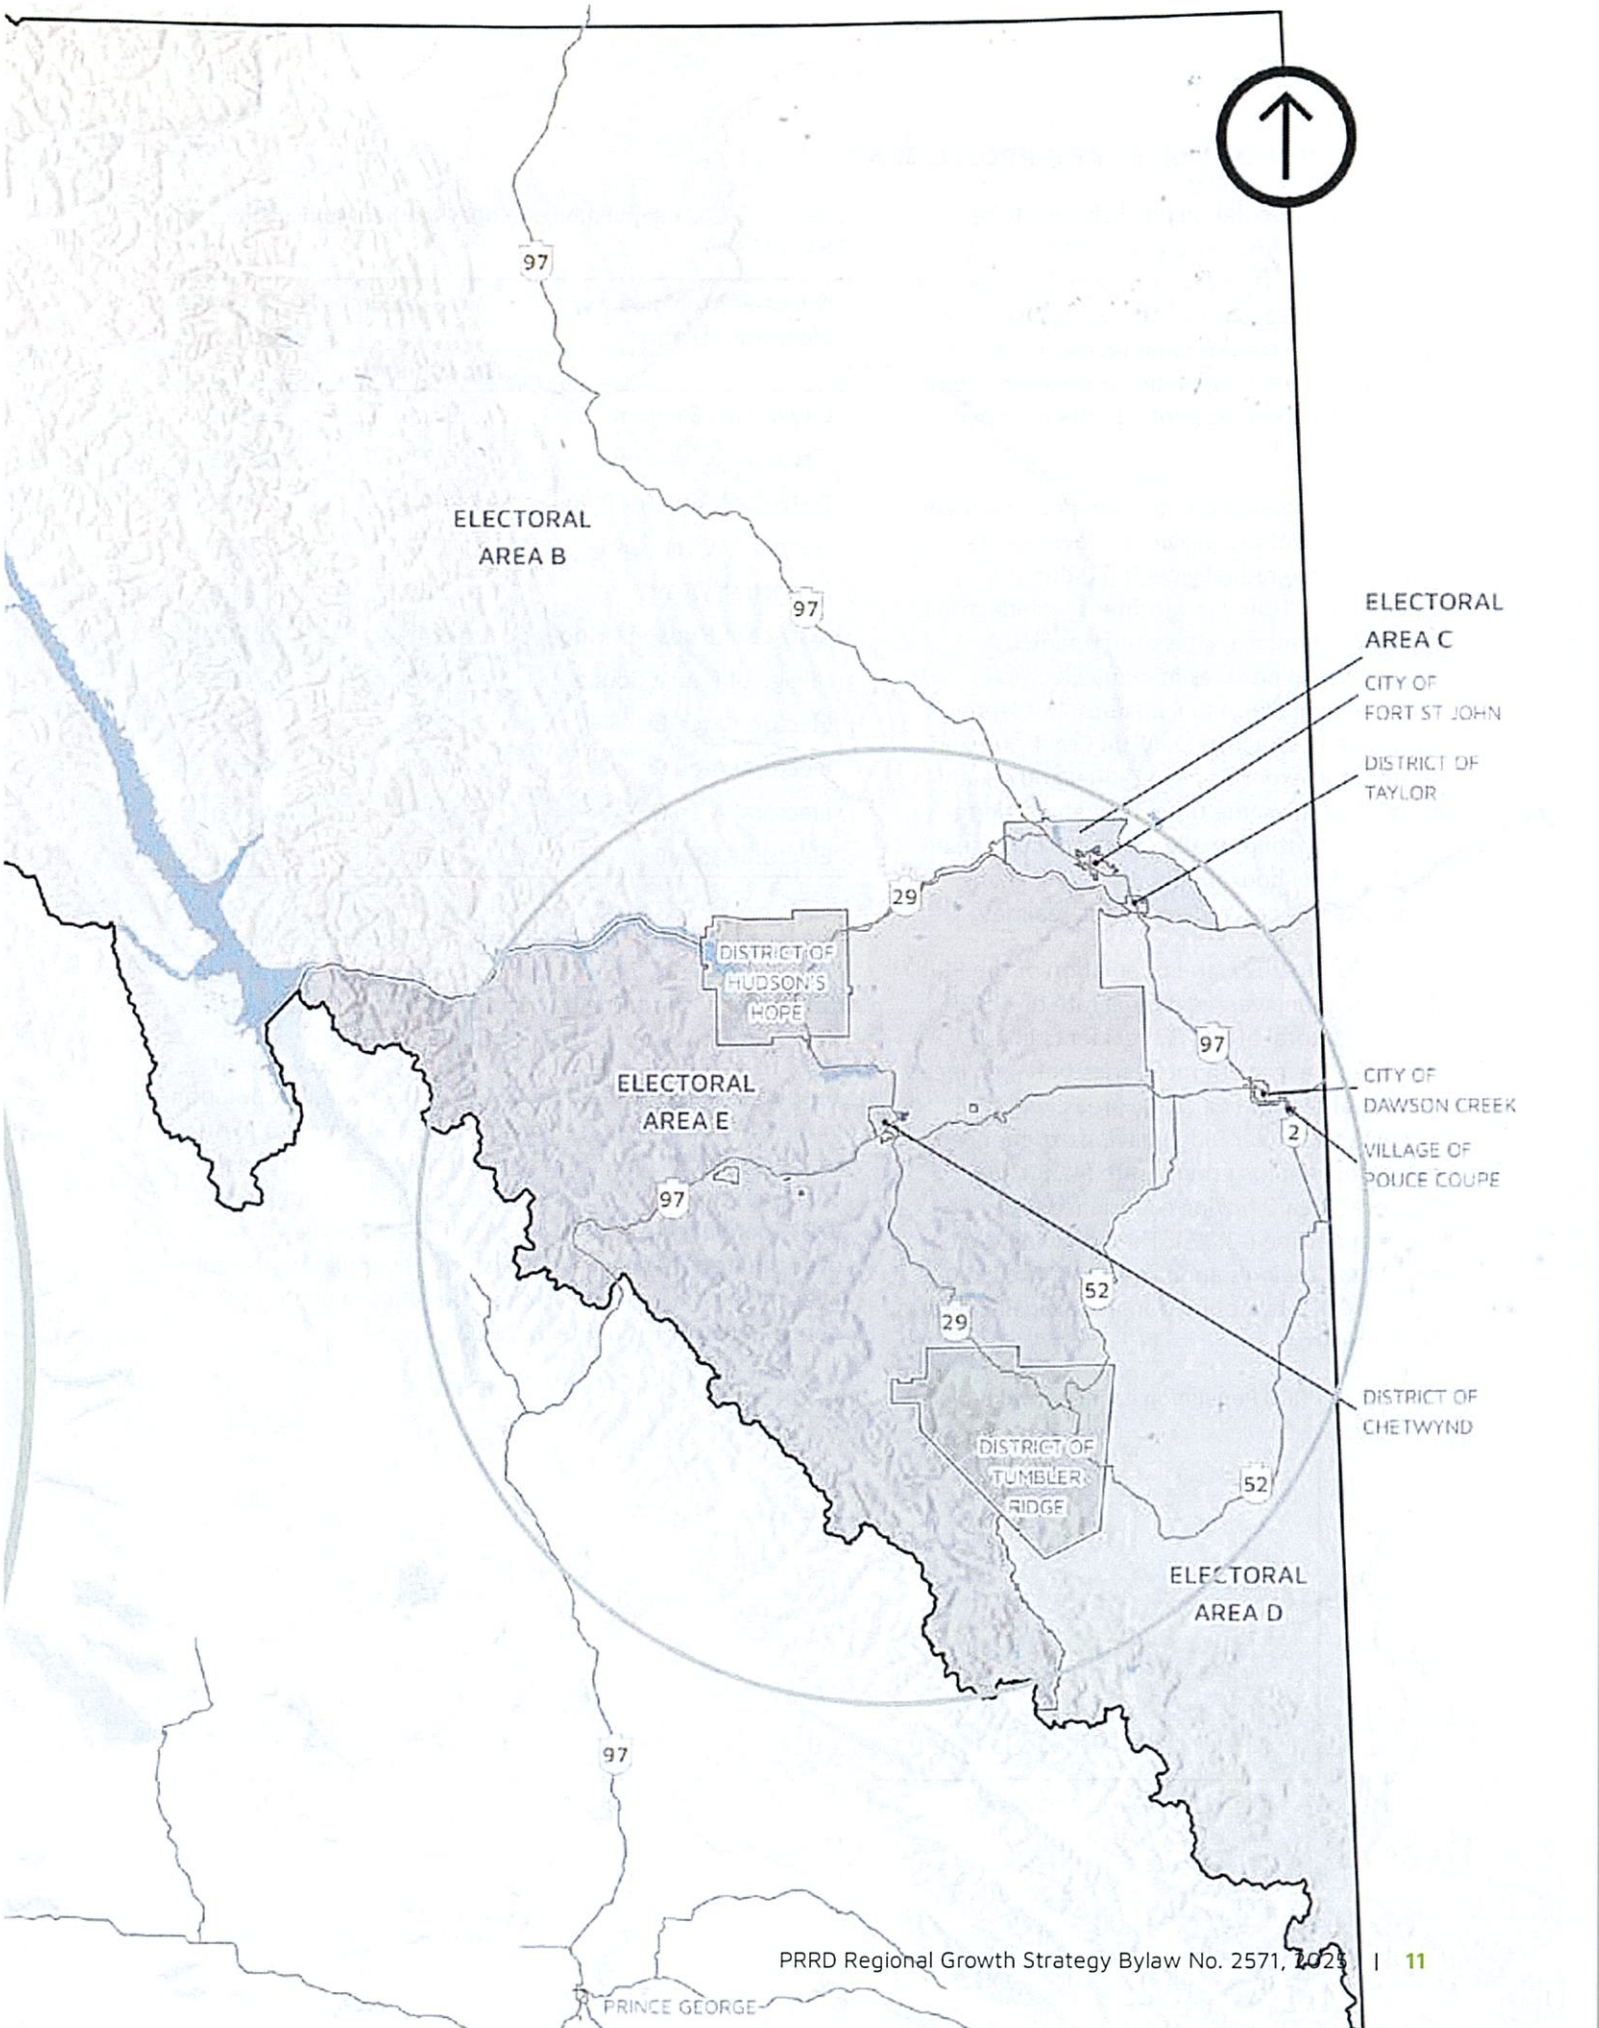 97
ELECTORAL
AREA B
97
ELECTORAL
AREA C
CITY OF
FORT ST JOHN
DISTRICT OF
TAYLOR
29
DISTRICT OF
HUDSON'S
HOPE
97
ELECTORAL
AREA E
CITY OF
DAWSON CREEK
2
VILLAGE OF
POUCE COUPE
97
52
29
DISTRICT OF
CHETWYND
DISTRICT OF
TUMBLER
RIDGE
52
ELECTORAL
AREA D
97
PRRD Regional Growth Strategy Bylaw No. 2571, 2025 | 11
PRINCE GEORGE